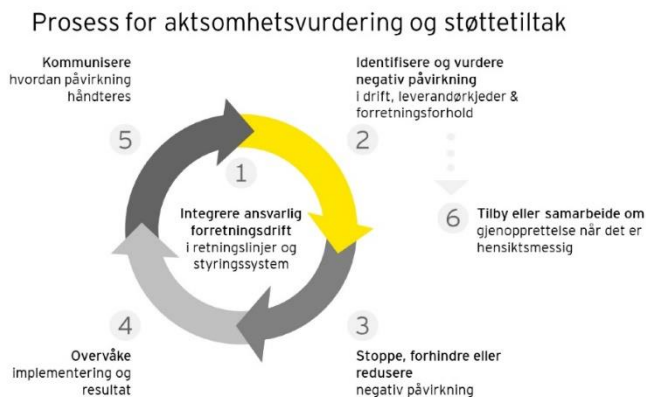 Prosess for aktsomhetsvurdering og støttetiltak
Kommunisere
hvordan påvirkning
håndteres
5
Identifisere og vurdere
negativ påvirkning
i drift, leverandørkjeder &
forretningsforhold
2
1
Integrere ansvarlig
forretningsdrift
i retningslinjer og
styringssystem
6
Tilby eller samarbeide om
gjenopprettelse når det er
hensiktsmessig
4
Overvåke
implementering og
resultat
3
Stoppe, forhindre eller
redusere
negativ påvirkning